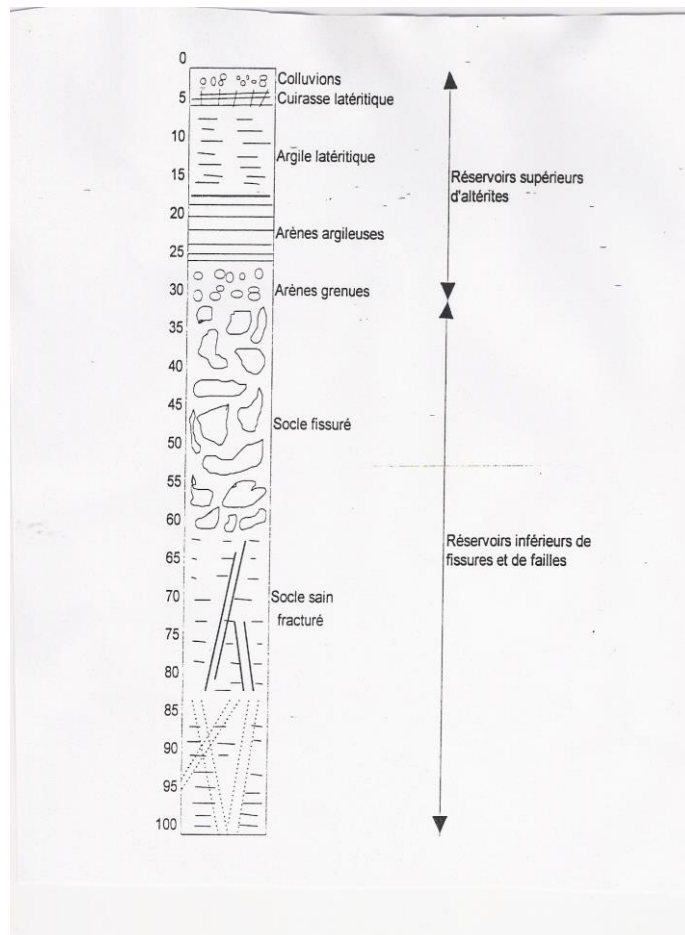 0
Colluvions
5
Cuirasse latéritique
10
Argile latéritique
15
Réservoirs supérieurs
d'altérites
20
Arènes argileuses
25
30
Arènes grenues
35
40
45
Socle fissuré
50
55
60
Réservoirs inférieurs de
fissures et de failles
65
70
Socle sain
fracturé
75
80
85
90
95
100